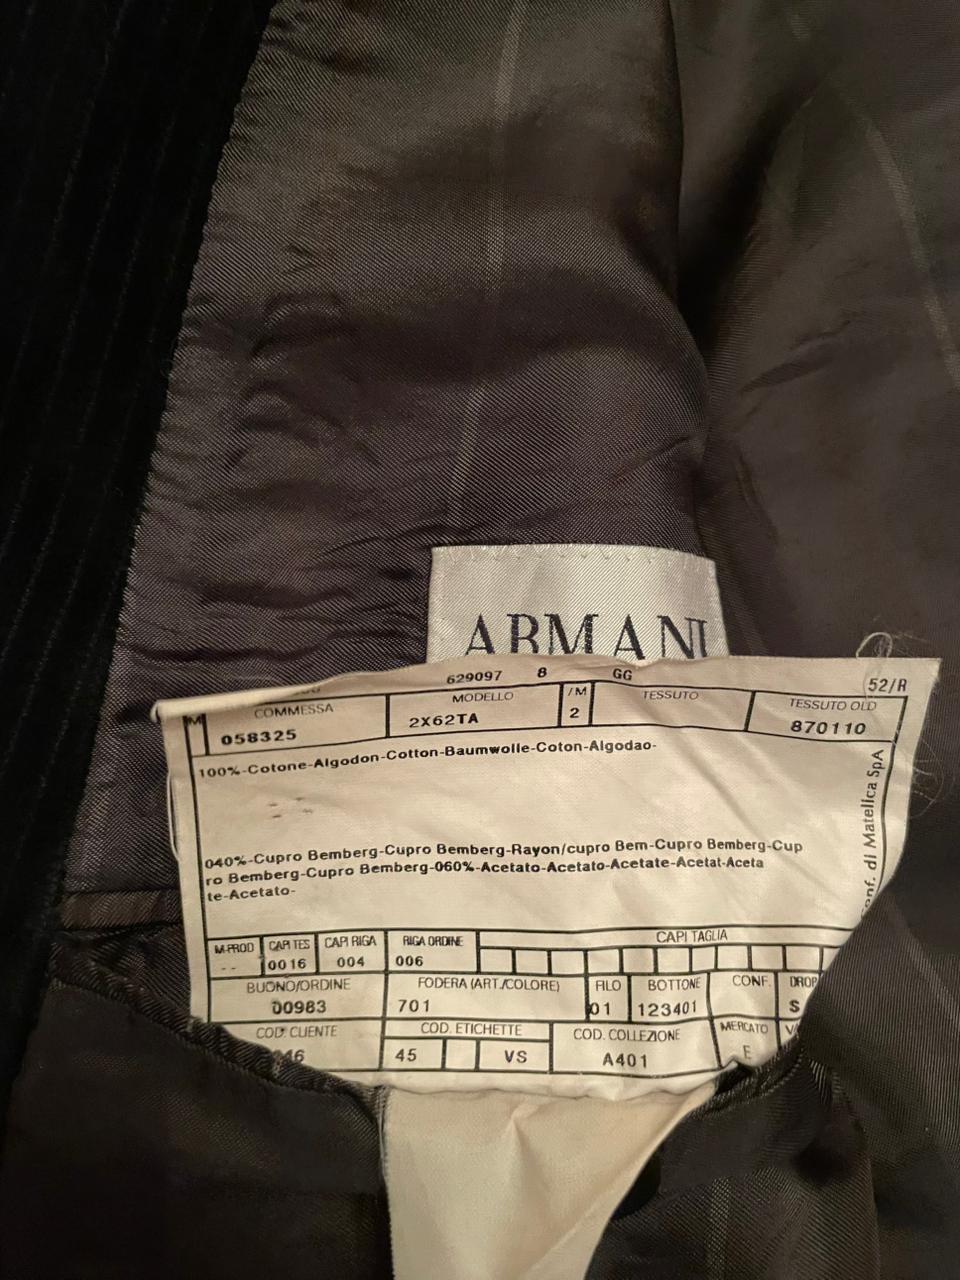 ARMANI
629097 8 GG 52/R
M COMMESSA MODELLO /M TESSUTO TESSUTO OLD
058325 2X62TA 2 870110
100%-Cotone-Algodon-Cotton-Baumwolle-Coton-Algodao-
040%-Cupro Bemberg-Cupro Bemberg-Rayon/cupro Bem-Cupro Bemberg-Cup
ro Bemberg-Cupro Bemberg-060%-Acetato-Acetato-Acetate-Acetat-Aceta
te-Acetato-
di Matelica SpA
M-PROD CAPI TES CAPI RIGA RIGA ORDINE CAPI TAGLIA
-- 0016 004 006
BUONO/ORDINE FODERA (ART./COLORE) FILO BOTTONE CONF. DROP
00983 701 01 123401 S
COD. CLIENTE COD. ETICHETTE COD. COLLEZIONE MERCATO
46 45 VS A401 E